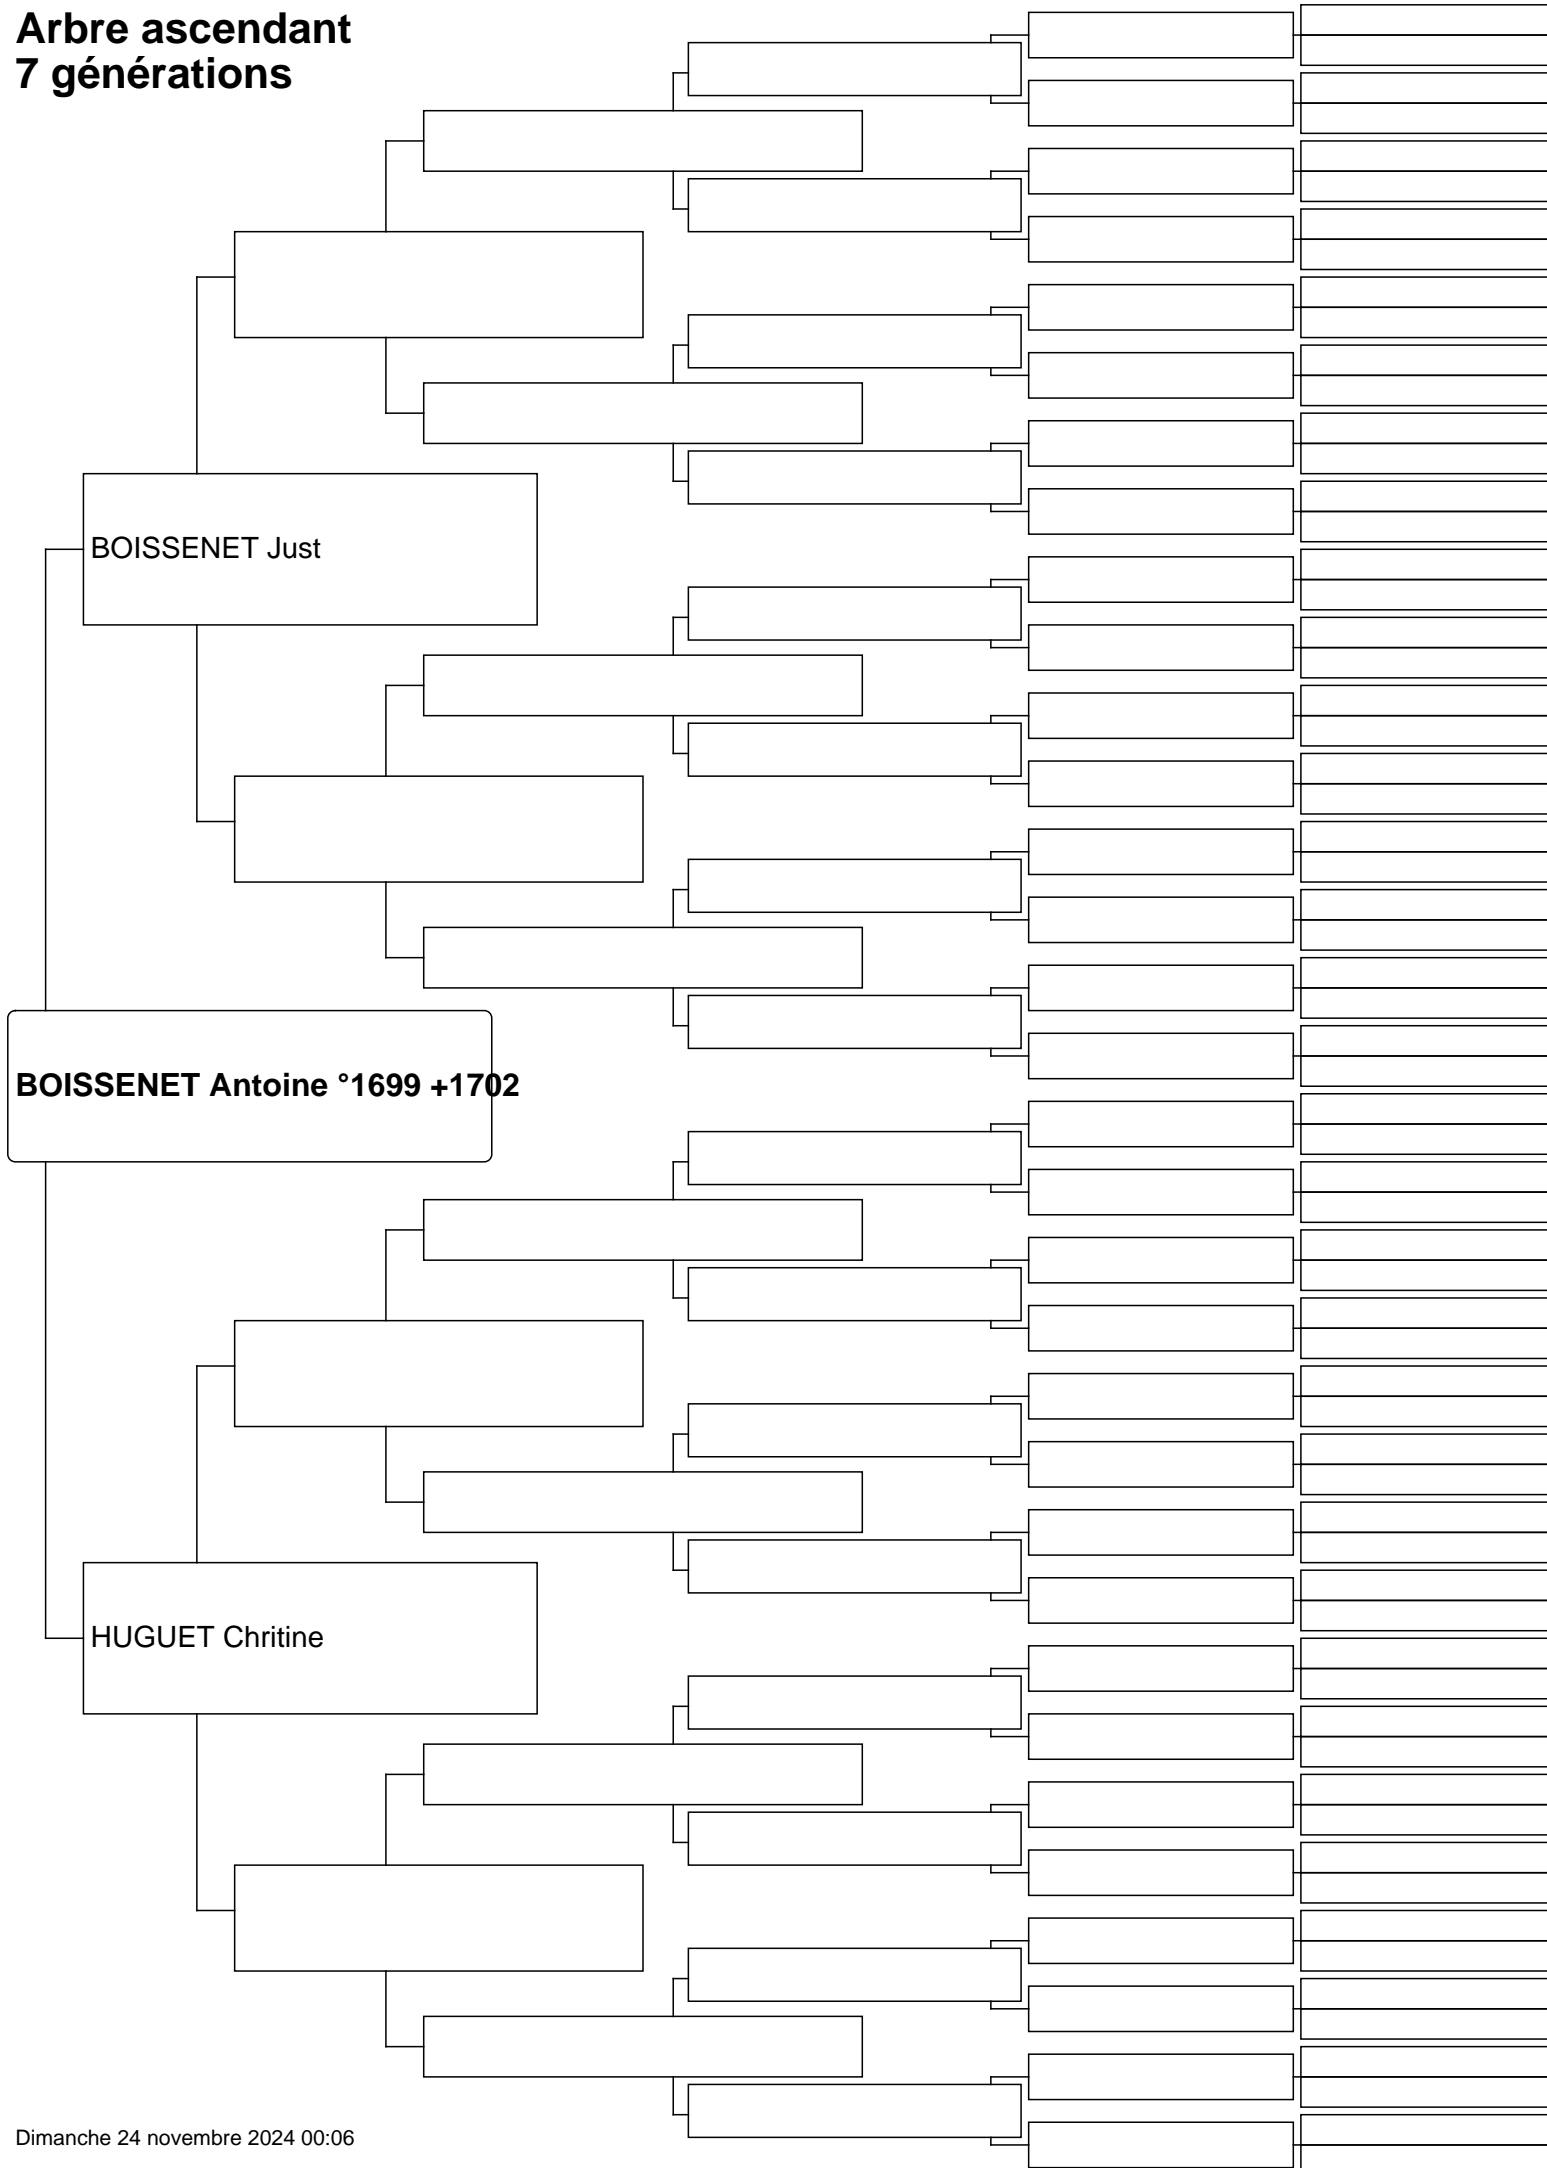 Arbre ascendant
7 générations
BOISSENET Just
BOISSENET Antoine °1699 +1702
HUGUET Chritine
Dimanche 24 novembre 2024 00:06